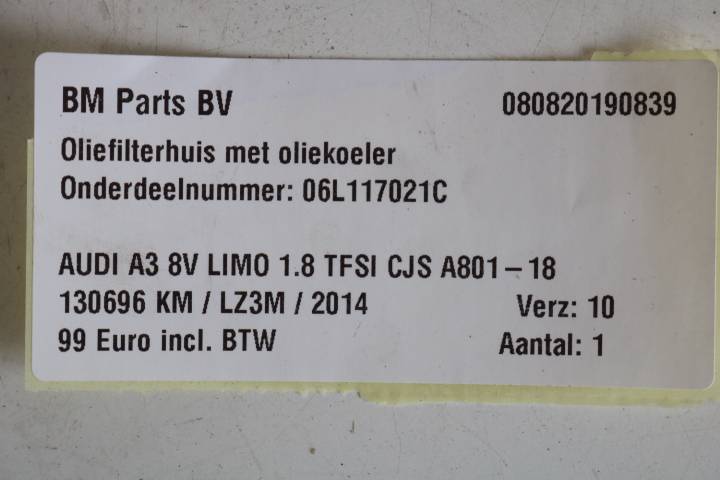 BM Parts BV 080820190839
Oliefilterhuis met oliekoeler
Onderdeelnummer: 06L117021C
AUDI A3 8V LIMO 1.8 TFSI CJS A801-18
130696 KM / LZ3M / 2014 Verz: 10
99 Euro incl. BTW Aantal: 1